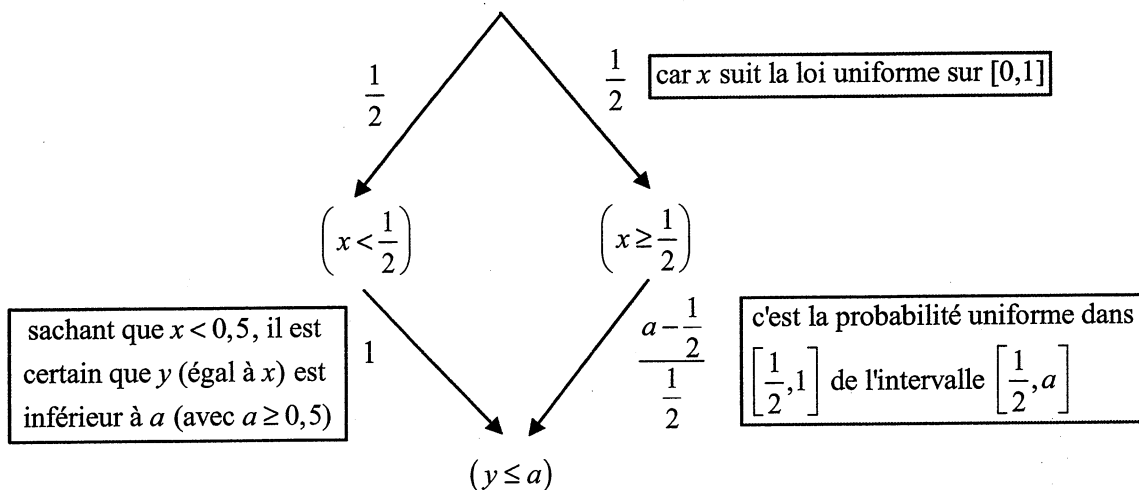 1/2
1/2
car x suit la loi uniforme sur [0,1]
(x < 1/2)
(x ≥ 1/2)
sachant que x < 0,5, il est
certain que y (égal à x) est
inférieur à a (avec a ≥ 0,5)
1
(a − 1/2)/(1/2)
c'est la probabilité uniforme dans
[1/2, 1] de l'intervalle [1/2, a]
(y ≤ a)